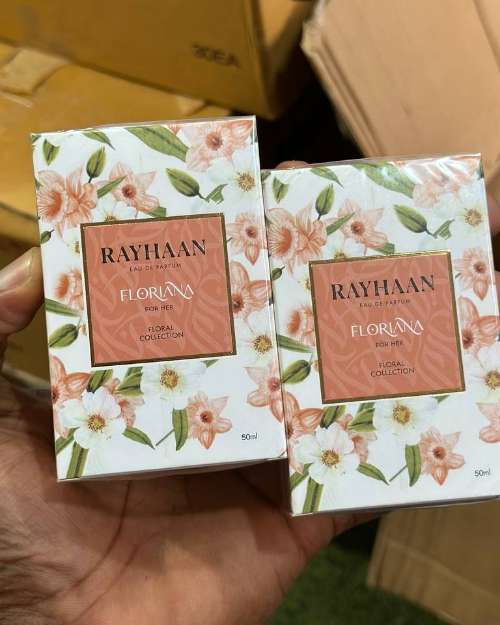 30EA
RAYHAAN
EAU DE PARFUM
FLORIANA
FOR HER
FLORAL
COLLECTION
50ml
RAYHAAN
EAU DE PARFUM
FLORIANA
FOR HER
FLORAL
COLLECTION
50ml